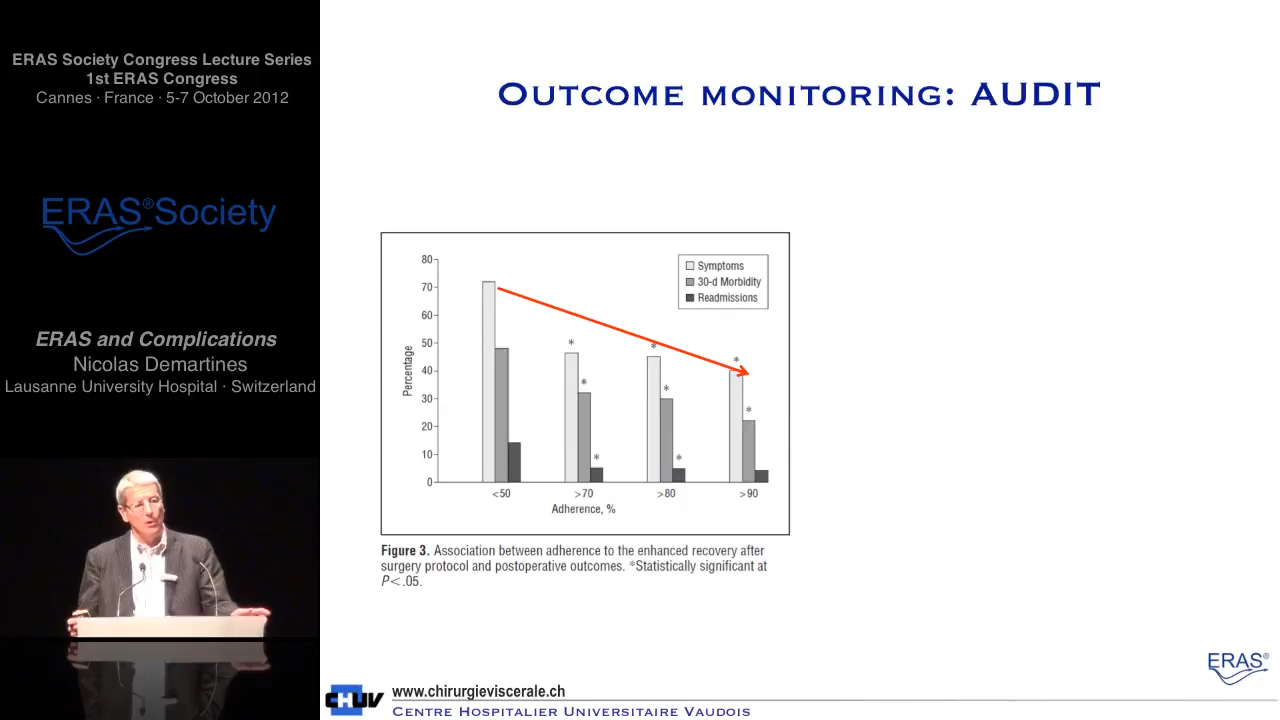 ERAS Society Congress Lecture Series
1st ERAS Congress
Cannes · France · 5-7 October 2012
ERAS®Society
ERAS and Complications
Nicolas Demartines
Lausanne University Hospital · Switzerland
OUTCOME MONITORING: AUDIT
80
70
60
50
40
30
20
10
0
Percentage
Symptoms
30-d Morbidity
Readmissions
*
*
*
*
*
*
*
*
<50
>70
>80
>90
Adherence, %
Figure 3. Association between adherence to the enhanced recovery after
surgery protocol and postoperative outcomes. *Statistically significant at
P<.05.
ERAS®
CHUV
www.chirurgieviscerale.ch
CENTRE HOSPITALIER UNIVERSITAIRE VAUDOIS